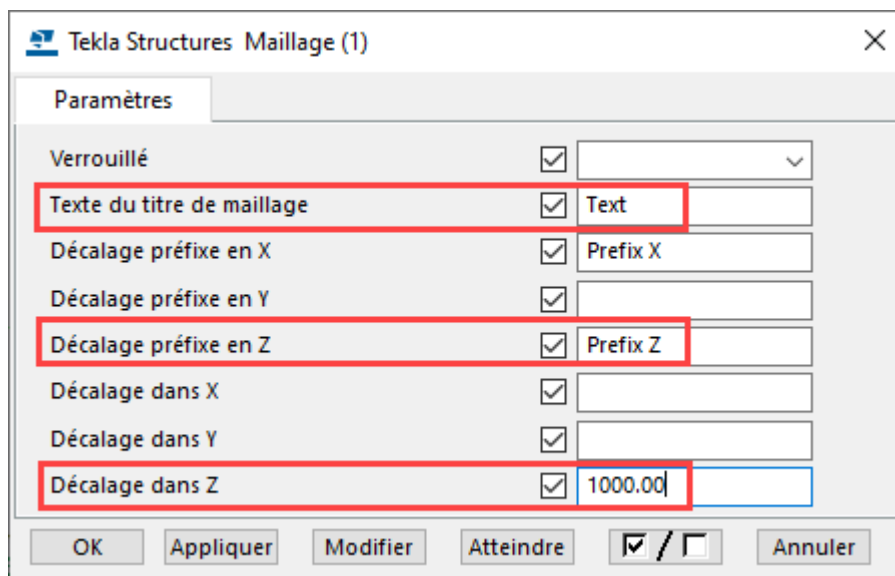 Tekla Structures Maillage (1)
Paramètres
Verrouillé
Texte du titre de maillage Text
Décalage préfixe en X Prefix X
Décalage préfixe en Y
Décalage préfixe en Z Prefix Z
Décalage dans X
Décalage dans Y
Décalage dans Z 1000.00
OK Appliquer Modifier Atteindre / Annuler